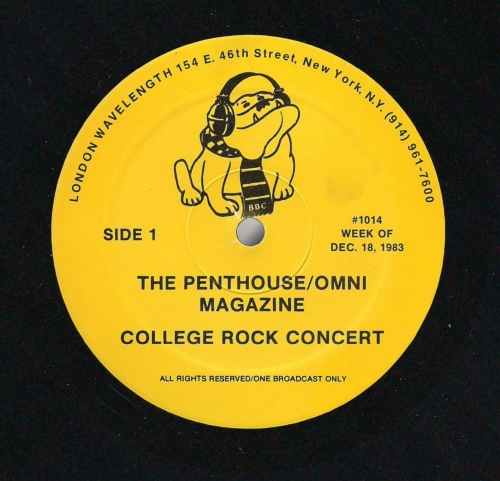 LONDON WAVELENGTH 154 E. 46th Street, New York, N.Y. (914) 961-7600
BBC
SIDE 1
#1014
WEEK OF
DEC. 18, 1983
THE PENTHOUSE/OMNI
MAGAZINE
COLLEGE ROCK CONCERT
ALL RIGHTS RESERVED/ONE BROADCAST ONLY